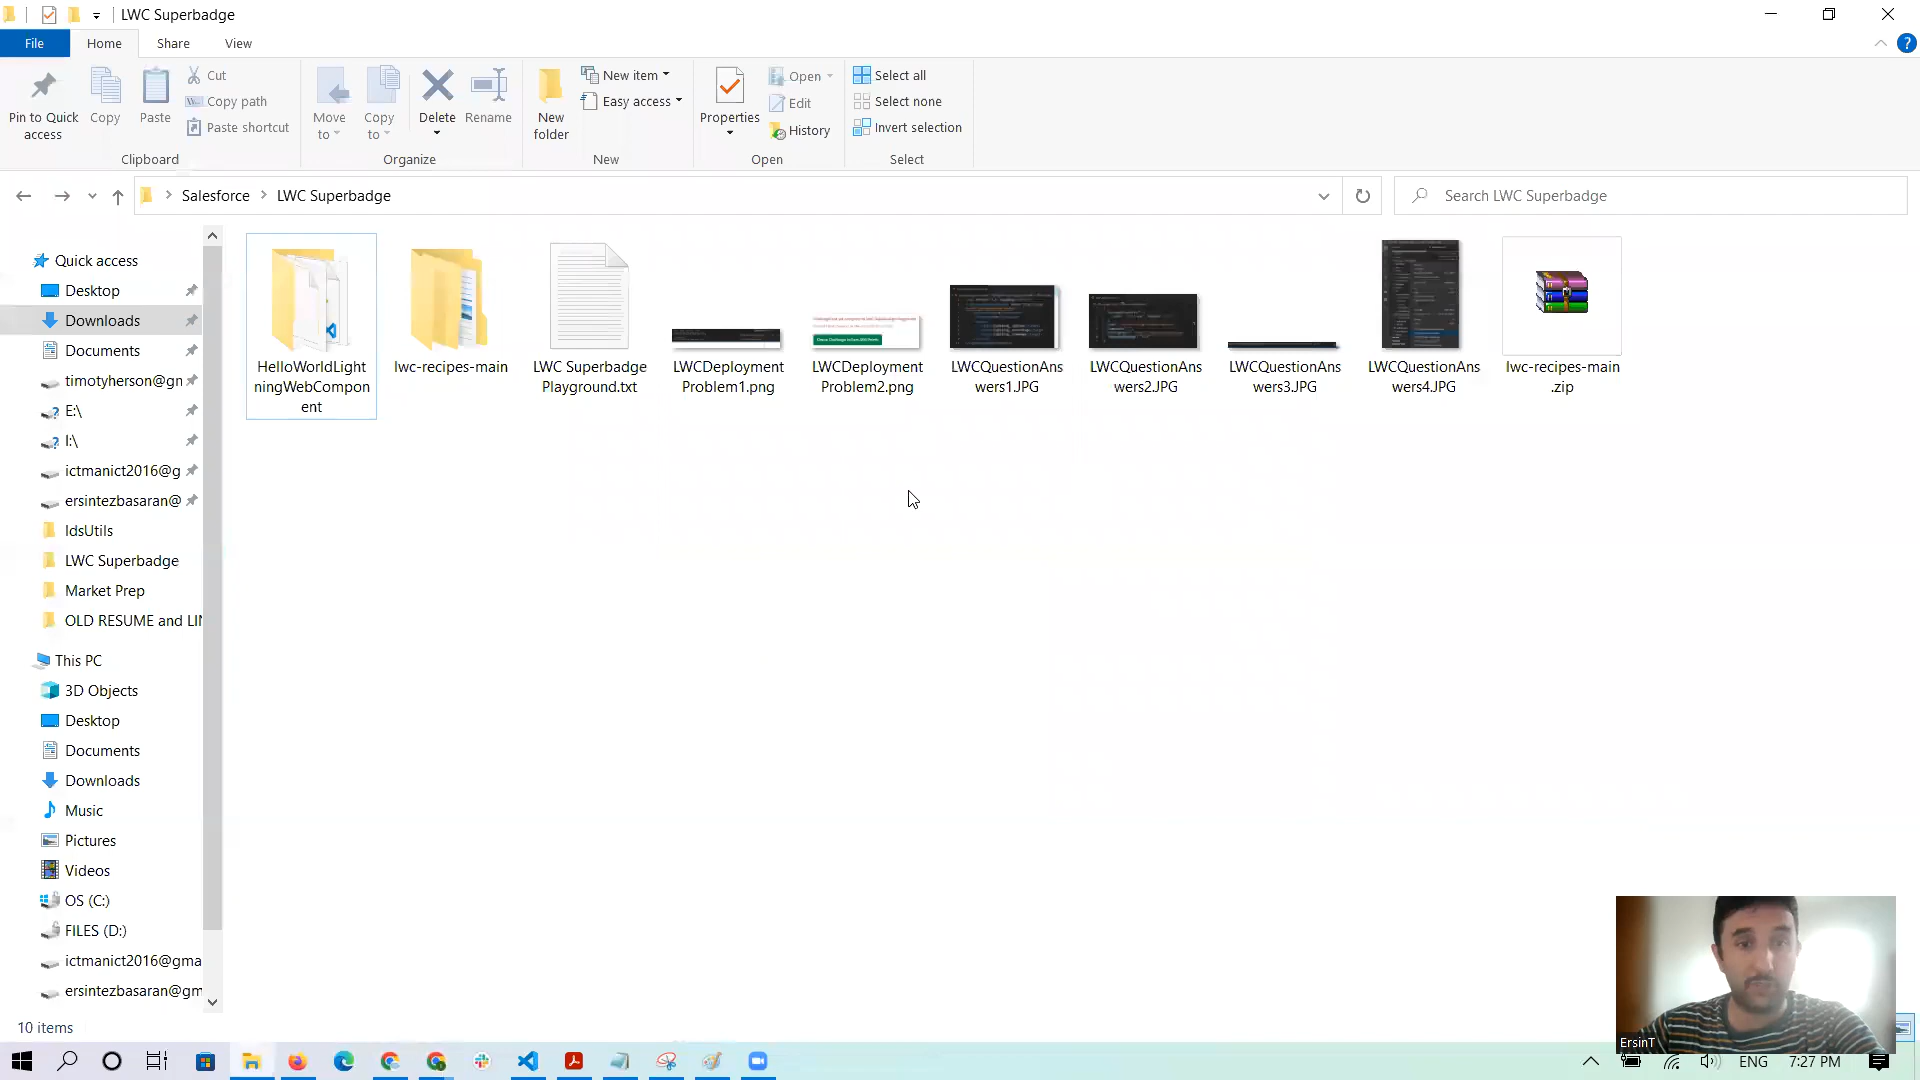 LWC Superbadge
File
Home
Share
View
Pin to Quick
access
Copy
Paste
Cut
Copy path
Paste shortcut
Clipboard
Move
to
Copy
to
Delete
Rename
Organize
New
folder
New item
Easy access
New
Properties
Open
Edit
History
Open
Select all
Select none
Invert selection
Select
Salesforce
LWC Superbadge
Search LWC Superbadge
Quick access
Desktop
Downloads
Documents
timotyherson@gn
E:\
I:\
ictmanict2016@g
ersintezbasaran@
IdsUtils
LWC Superbadge
Market Prep
OLD RESUME and LI
This PC
3D Objects
Desktop
Documents
Downloads
Music
Pictures
Videos
OS (C:)
FILES (D:)
ictmanict2016@gma
ersintezbasaran@gm
HelloWorldLight
ningWebCompon
ent
lwc-recipes-main
LWC Superbadge
Playground.txt
LWCDeployment
Problem1.png
LWCDeployment
Problem2.png
LWCQuestionAns
wers1.JPG
LWCQuestionAns
wers2.JPG
LWCQuestionAns
wers3.JPG
LWCQuestionAns
wers4.JPG
lwc-recipes-main
.zip
10 items
ErsinT
ENG
7:27 PM